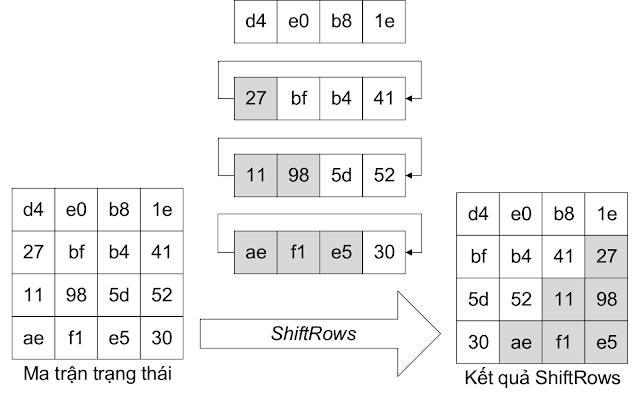 d4 e0 b8 1e
27 bf b4 41
11 98 5d 52
ae f1 e5 30
d4 e0 b8 1e
27 bf b4 41
11 98 5d 52
ae f1 e5 30
Ma trận trạng thái
ShiftRows
d4 e0 b8 1e
bf b4 41 27
5d 52 11 98
30 ae f1 e5
Kết quả ShiftRows